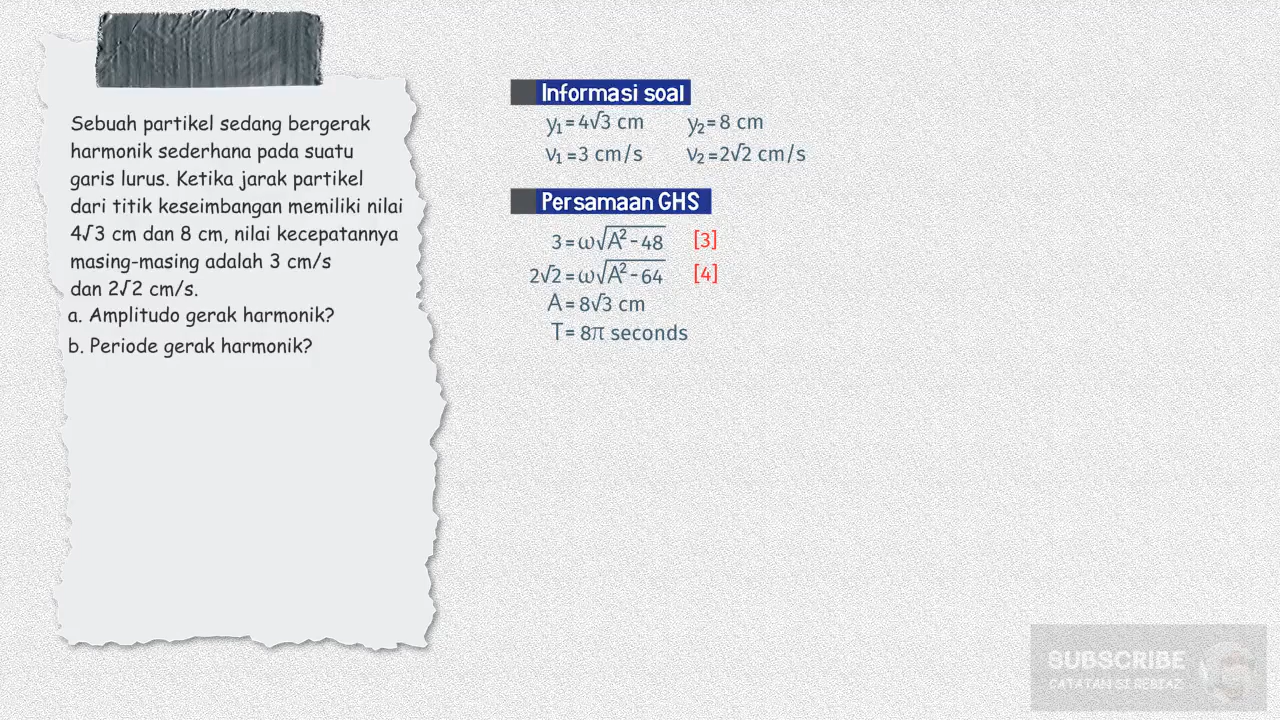 Sebuah partikel sedang bergerak
harmonik sederhana pada suatu
garis lurus. Ketika jarak partikel
dari titik keseimbangan memiliki nilai
4√3 cm dan 8 cm, nilai kecepatannya
masing-masing adalah 3 cm/s
dan 2√2 cm/s.
a. Amplitudo gerak harmonik?
b. Periode gerak harmonik?
Informasi soal
y₁ = 4√3 cm y₂ = 8 cm
v₁ = 3 cm/s v₂ = 2√2 cm/s
Persamaan GHS
3 = ω√A² - 48 [3]
2√2 = ω√A² - 64 [4]
A = 8√3 cm
T = 8π seconds
SUBSCRIBE